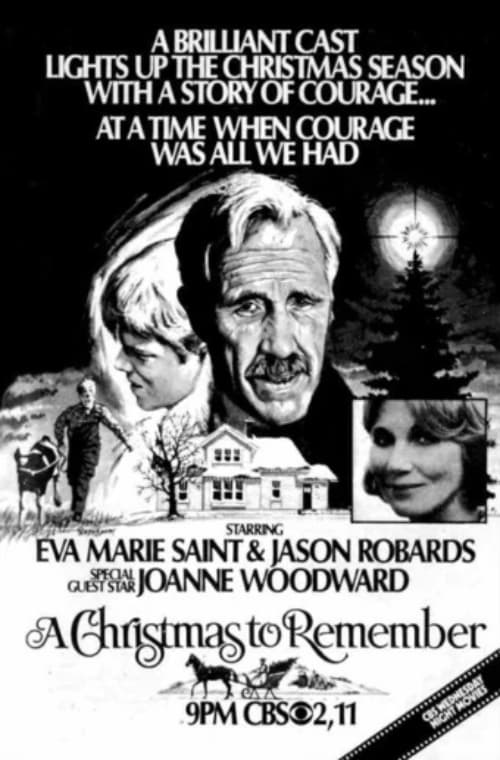 A BRILLIANT CAST
LIGHTS UP THE CHRISTMAS SEASON
WITH A STORY OF COURAGE...
AT A TIME WHEN COURAGE
WAS ALL WE HAD
STARRING
EVA MARIE SAINT & JASON ROBARDS
SPECIAL
GUEST STAR JOANNE WOODWARD
A Christmas to Remember
9PM CBS 2,11
CBS WEDNESDAY
NIGHT MOVIES